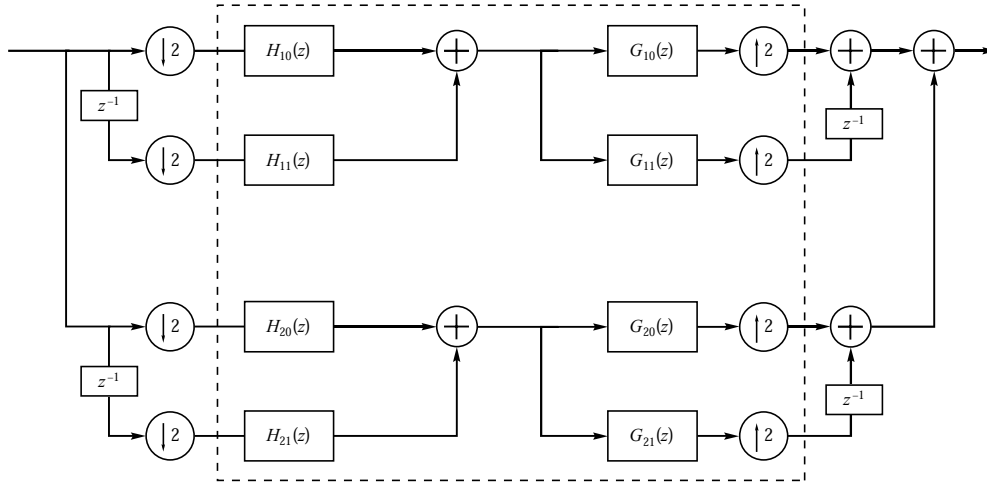 ↓ 2 H₁₀(z) + G₁₀(z) ↑ 2 + +
z⁻¹ z⁻¹
↓ 2 H₁₁(z) G₁₁(z) ↑ 2
↓ 2 H₂₀(z) + G₂₀(z) ↑ 2 +
z⁻¹ z⁻¹
↓ 2 H₂₁(z) G₂₁(z) ↑ 2